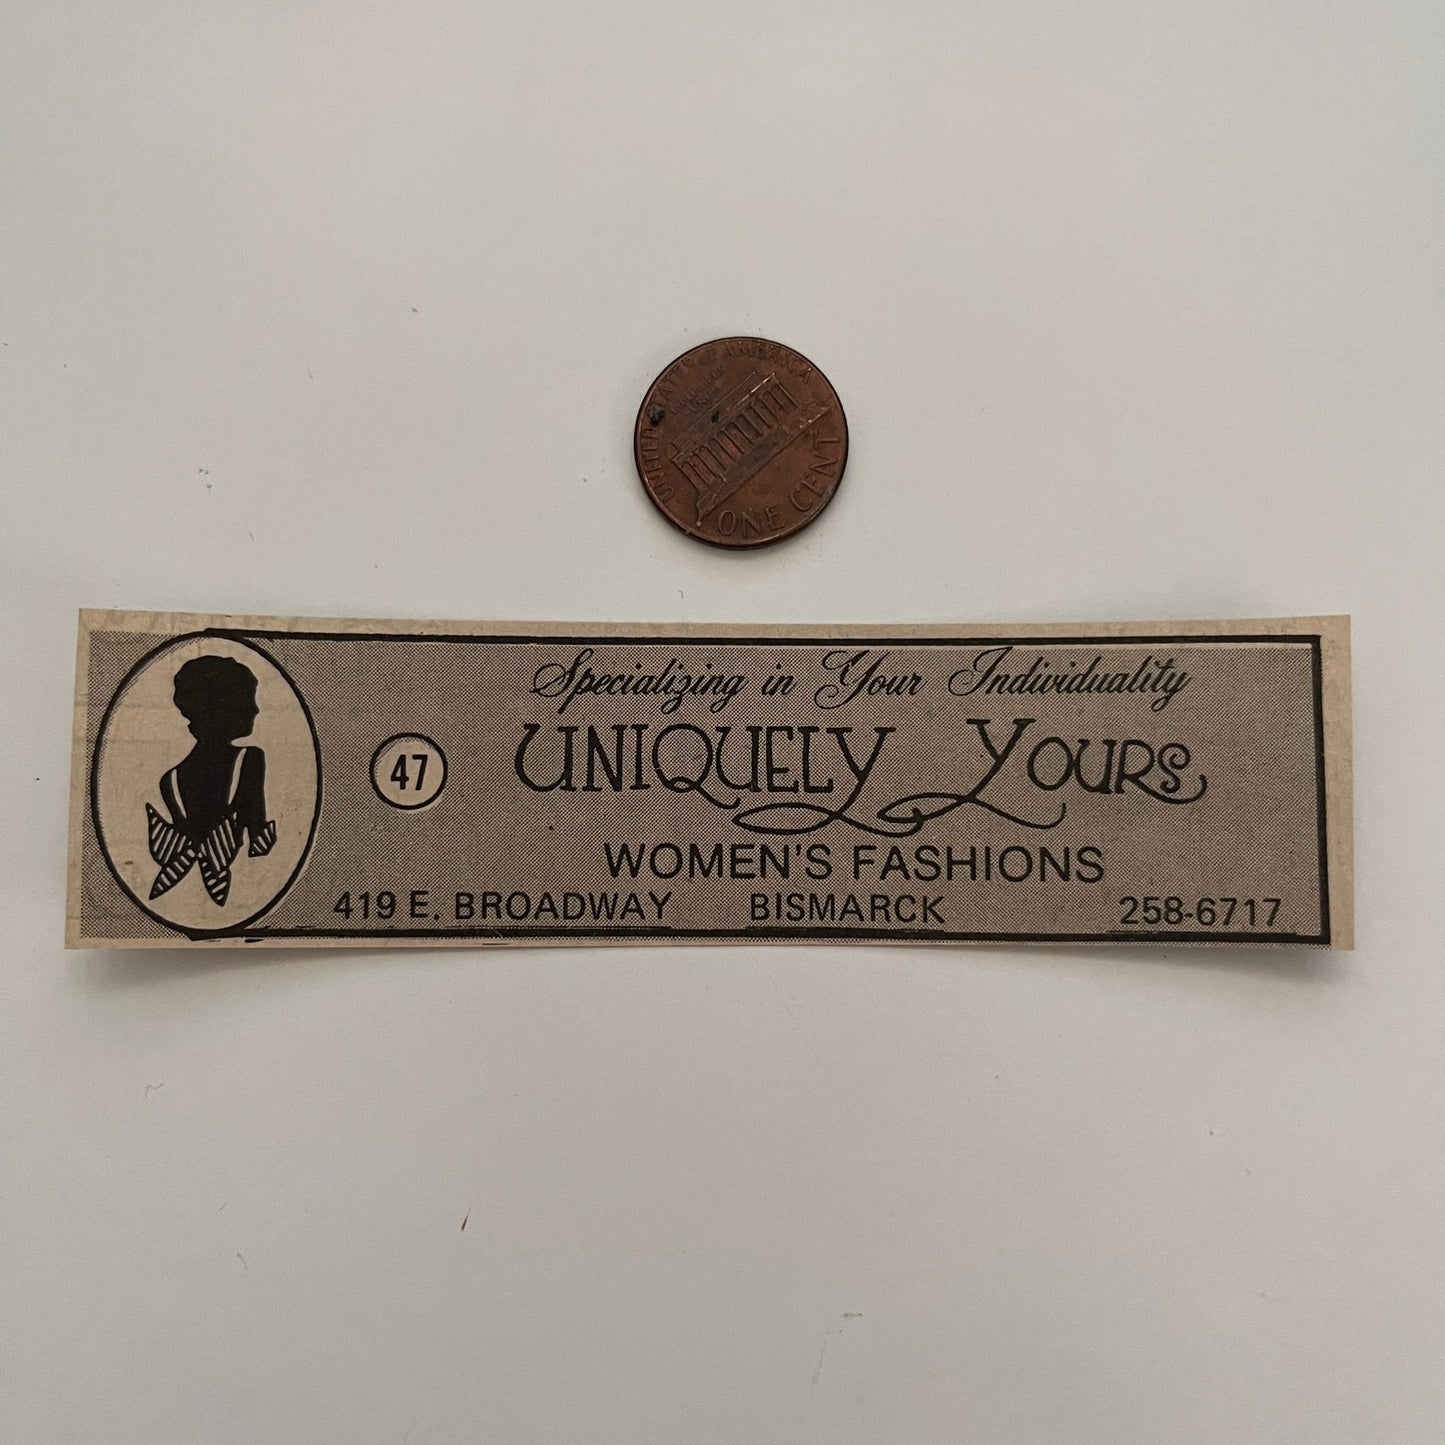 UNITED STATES OF AMERICA
ONE CENT
Specializing in Your Individuality
47
UNIQUELY YOURS
WOMEN'S FASHIONS
419 E. BROADWAY BISMARCK 258-6717